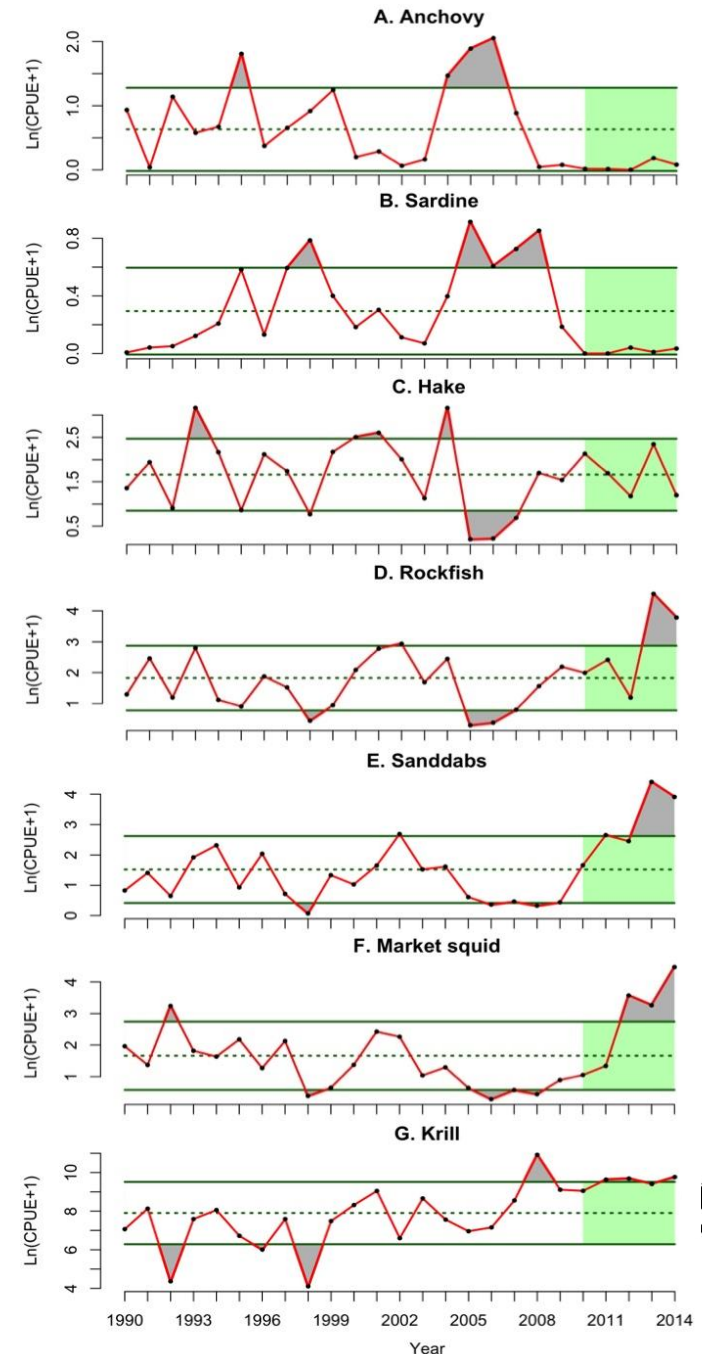 A. Anchovy
Ln(CPUE+1)
2.0
1.0
0.0
B. Sardine
Ln(CPUE+1)
0.8
0.4
0.0
C. Hake
Ln(CPUE+1)
2.5
1.5
0.5
D. Rockfish
Ln(CPUE+1)
4
3
2
1
E. Sanddabs
Ln(CPUE+1)
4
3
2
1
0
F. Market squid
Ln(CPUE+1)
4
3
2
1
G. Krill
Ln(CPUE+1)
10
8
6
4
1990 1993 1996 1999 2002 2005 2008 2011 2014
Year